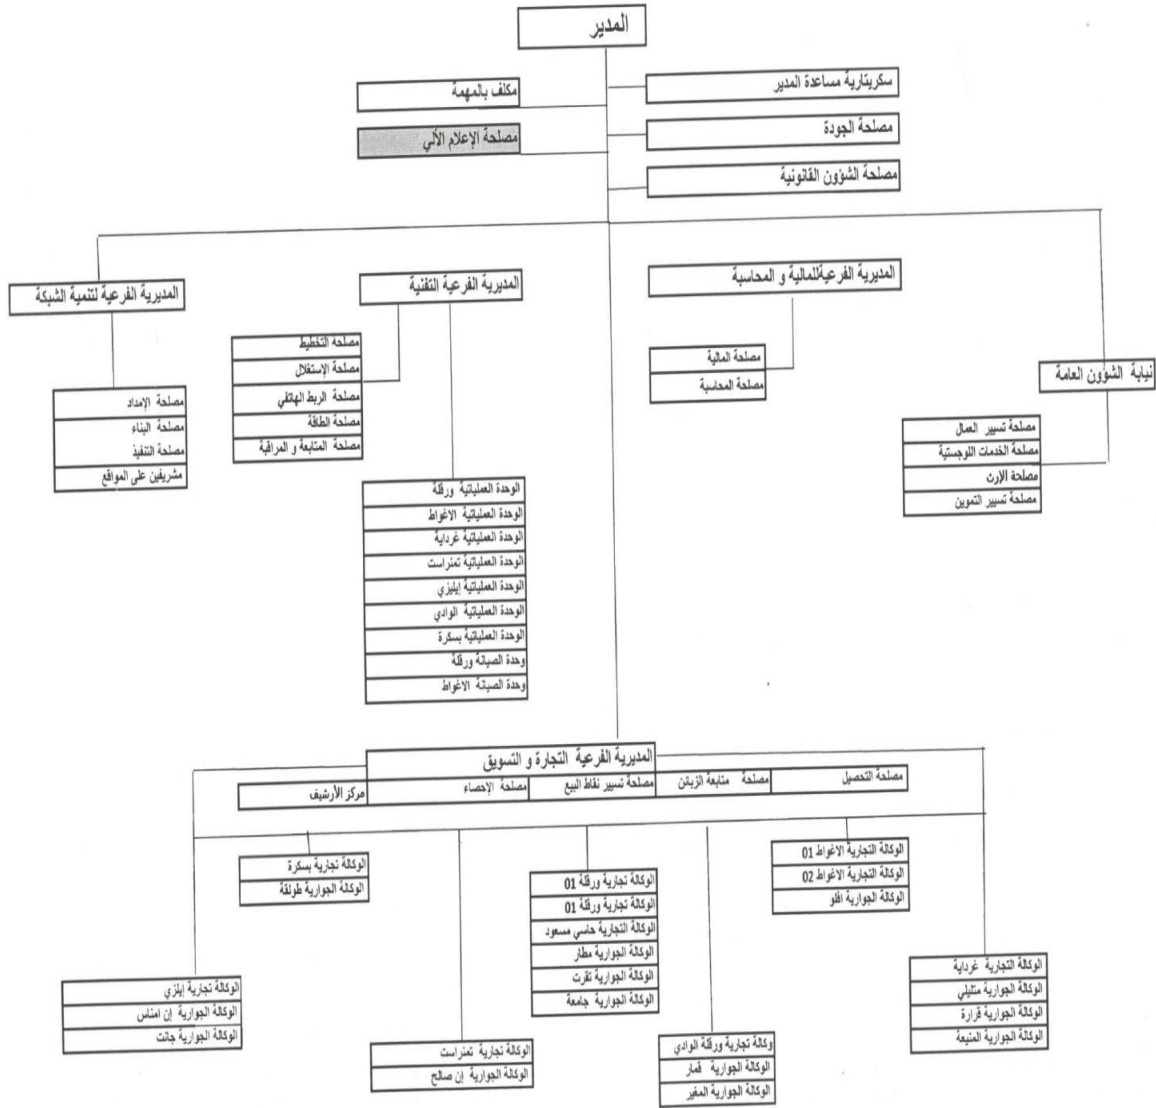 المدير
سكريتارية مساعدة المدير
مكلف بالمهمة
مصلحة الجودة
مصلحة الإعلام الألي
مصلحة الشؤون القانونية
المديرية الفرعية للمالية و المحاسبة
المديرية الفرعية التقنية
المديرية الفرعية لتنمية الشبكة
نيابة الشؤون العامة
مصلحة تسيير العمال
مصلحة الخدمات اللوجستية
مصلحة الإرث
مصلحة تسيير التموين
مصلحة المالية
مصلحة المحاسبة
مصلحة التخطيط
مصلحة الإستغلال
مصلحة الربط الهاتفي
مصلحة الطاقة
مصلحة المتابعة و المراقبة
الوحدة العملياتية ورقلة
الوحدة العملياتية الاغواط
الوحدة العملياتية غرداية
الوحدة العملياتية تمنراست
الوحدة العملياتية إيليزي
الوحدة العملياتية الوادي
الوحدة العملياتية بسكرة
وحدة الصيانة ورقلة
وحدة الصيانة الاغواط
مصلحة الإمداد
مصلحة البناء
مصلحة التنفيذ
مشريفين على المواقع
المديرية الفرعية التجارة و التسويق
مصلحة التحصيل
مصلحة متابعة الزبائن
مصلحة تسيير نقاط البيع
مصلحة الإحصاء
مركز الأرشيف
الوكالة التجارية غرداية
الوكالة الجوارية متليلي
الوكالة الجوارية قرارة
الوكالة الجوارية المنيعة
الوكالة التجارية الاغواط 01
الوكالة التجارية الاغواط 02
الوكالة الجوارية افلو
وكالة تجارية ورقلة الوادي
الوكالة الجوارية قمار
الوكالة الجوارية المغير
الوكالة تجارية ورقلة 01
الوكالة تجارية ورقلة 01
الوكالة التجارية حاسي مسعود
الوكالة الجوارية مطار
الوكالة الجوارية تقرت
الوكالة الجوارية جامعة
الوكالة تجارية تمنراست
الوكالة الجوارية إن صالح
الوكالة تجارية بسكرة
الوكالة الجوارية طولقة
الوكالة تجارية إيلزي
الوكالة الجوارية إن امناس
الوكالة الجوارية جانت